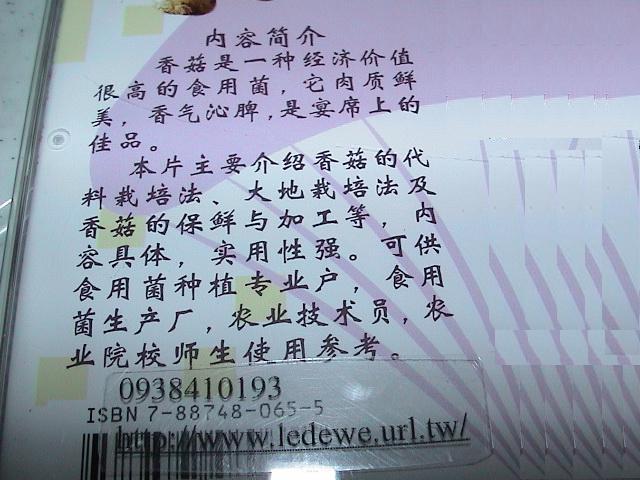 内容简介
香菇是一种经济价值
很高的食用菌，它肉质鲜
美，香气沁脾，是宴席上的
佳品。
本片主要介绍香菇的代
料栽培法、大地栽培法及
香菇的保鲜与加工等，内
容具体，实用性强。可供
食用菌种植专业户，食用
菌生产厂，农业技术员，农
业院校师生使用参考。
0938410193
ISBN 7-88748-065-5
http://www.ledewe.url.tw/